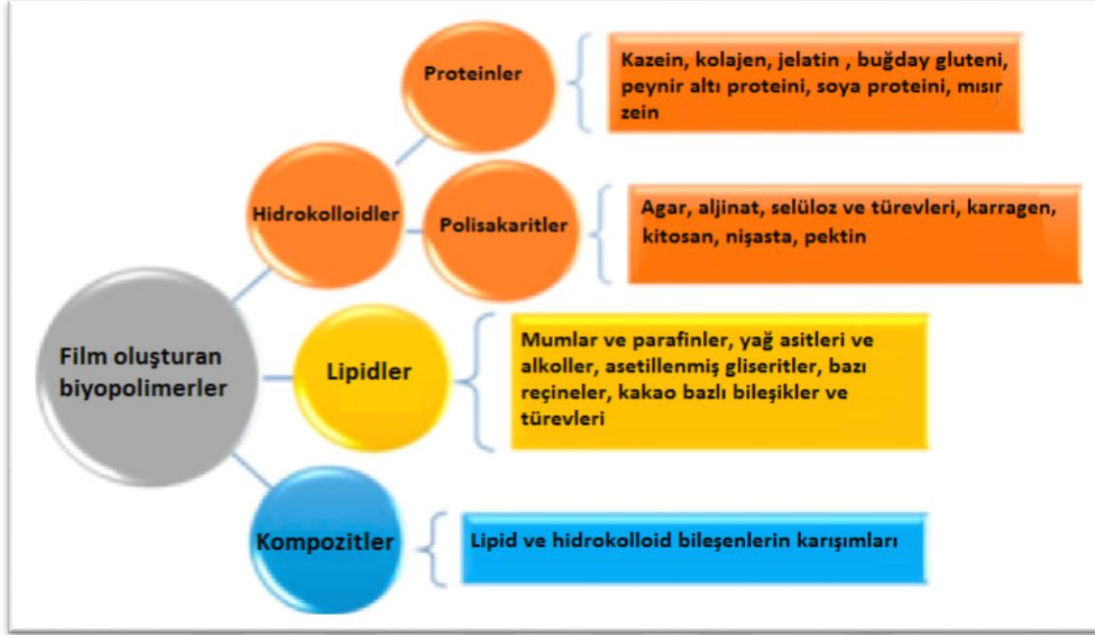 Proteinler
Kazein, kolajen, jelatin , buğday gluteni,
peynir altı proteini, soya proteini, mısır
zein
Hidrokolloidler
Polisakaritler
Agar, aljinat, selüloz ve türevleri, karragen,
kitosan, nişasta, pektin
Film oluşturan
biyopolimerler
Lipidler
Mumlar ve parafinler, yağ asitleri ve
alkoller, asetillenmiş gliseritler, bazı
reçineler, kakao bazlı bileşikler ve
türevleri
Kompozitler
Lipid ve hidrokolloid bileşenlerin karışımları